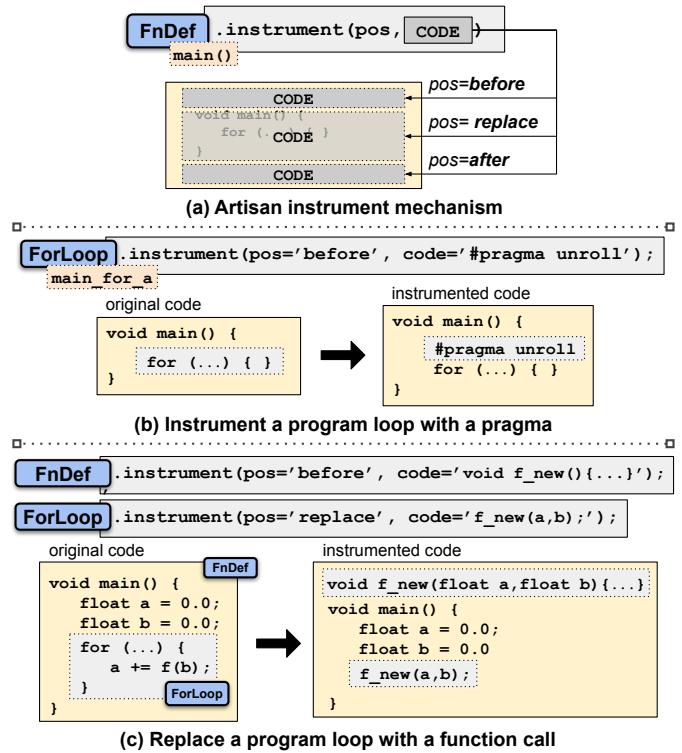 FnDef .instrument(pos, CODE )
main()
pos=before
CODE
void main() {
for (...) { }
pos= replace
CODE
}
pos=after
CODE
(a) Artisan instrument mechanism
ForLoop .instrument(pos='before', code='#pragma unroll');
main_for_a
original code
instrumented code
void main() {
for (...) { }
}
void main() {
#pragma unroll
for (...) { }
}
(b) Instrument a program loop with a pragma
FnDef .instrument(pos='before', code='void f_new(){...}');
ForLoop .instrument(pos='replace', code='f_new(a,b);');
original code
instrumented code
FnDef
void main() {
float a = 0.0;
float b = 0.0;
for (...) {
a += f(b);
}
ForLoop
}
void f_new(float a,float b){...}
void main() {
float a = 0.0;
float b = 0.0
f_new(a,b);
}
(c) Replace a program loop with a function call